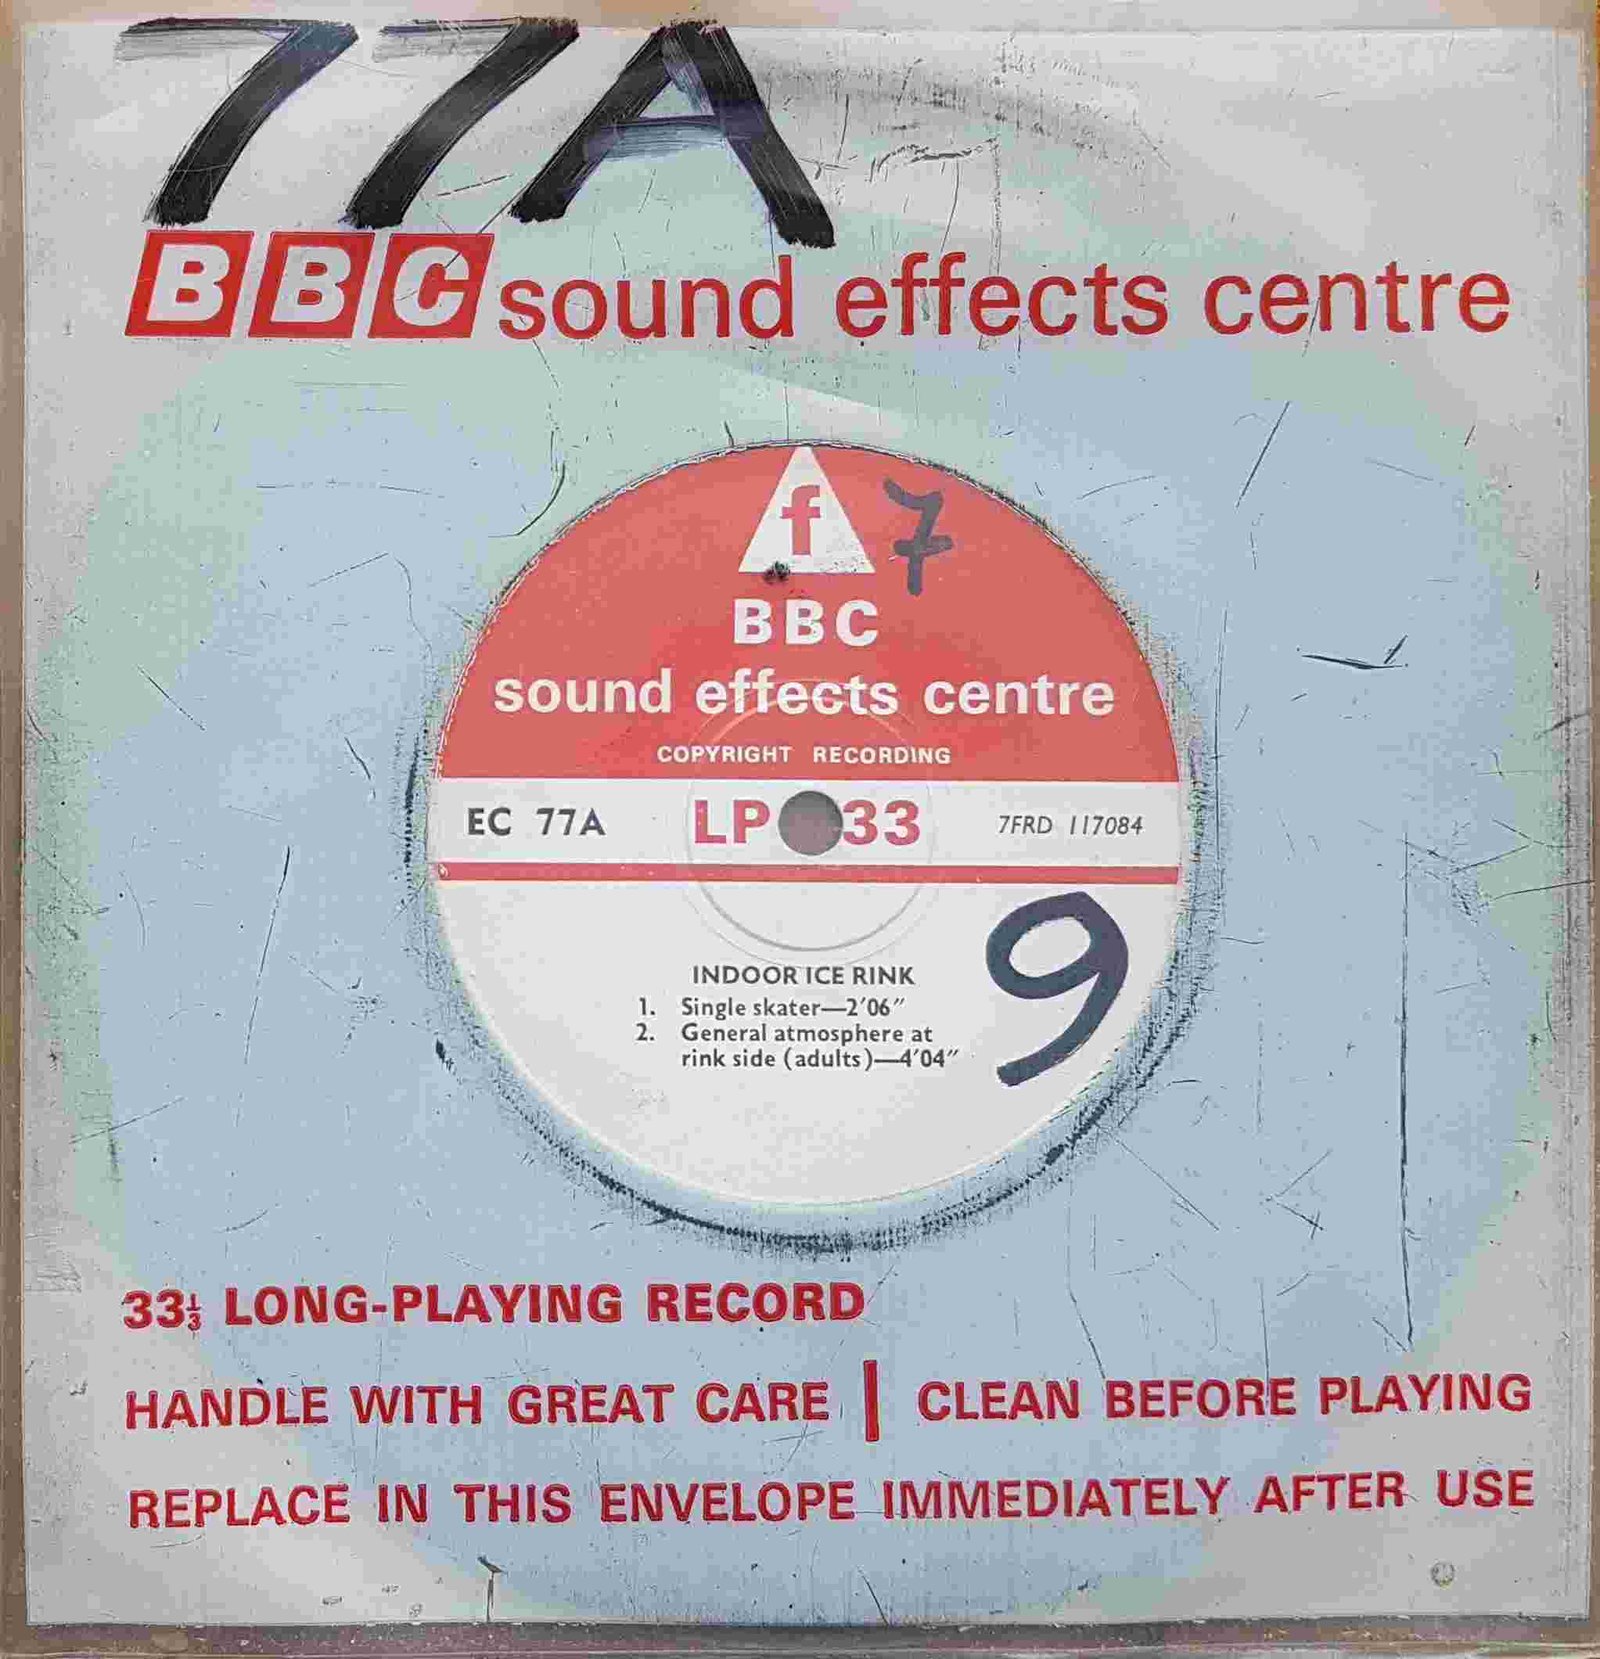 77A
BBC sound effects centre
f 7
BBC
sound effects centre
COPYRIGHT RECORDING
EC 77A LP 33 7FRD 117084
9
INDOOR ICE RINK
1. Single skater—2′06″
2. General atmosphere at
rink side (adults)—4′04″
33⅓ LONG-PLAYING RECORD
HANDLE WITH GREAT CARE | CLEAN BEFORE PLAYING
REPLACE IN THIS ENVELOPE IMMEDIATELY AFTER USE